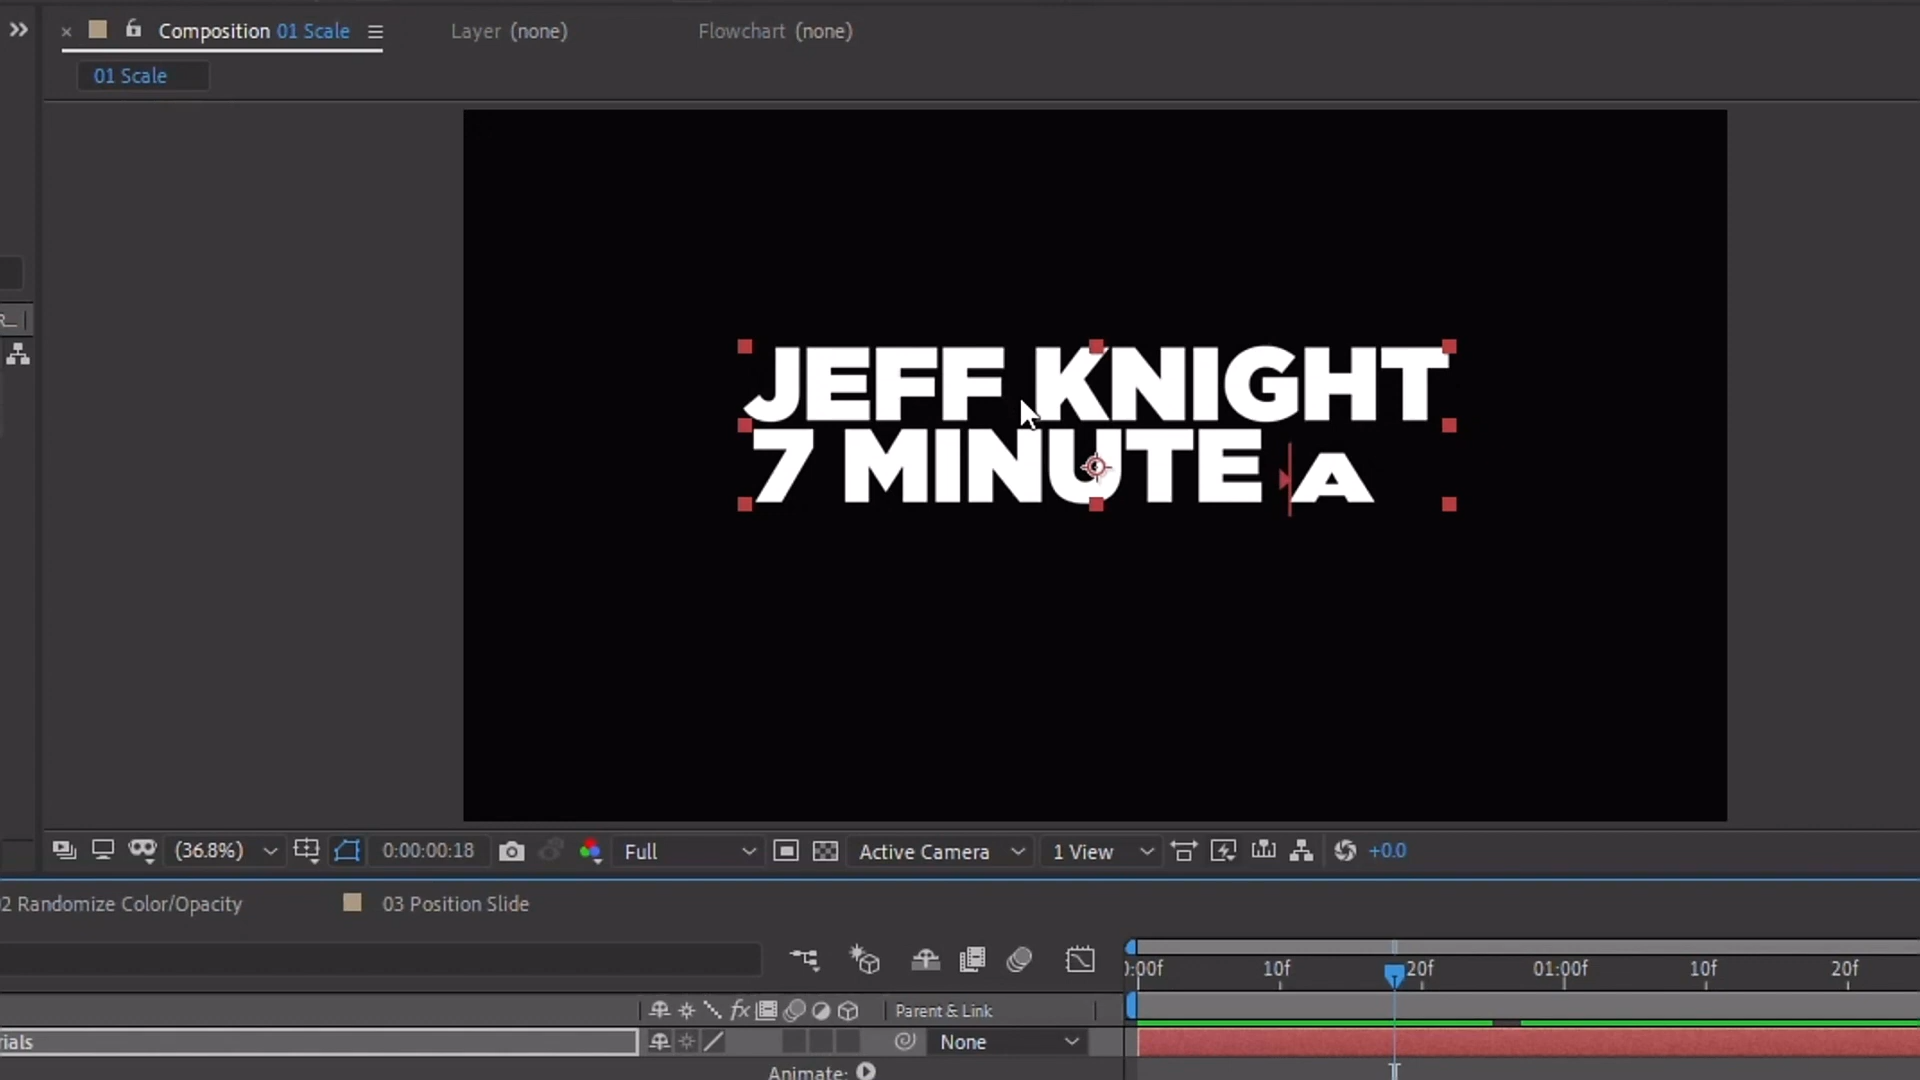 Composition 01 Scale
Layer (none)
Flowchart (none)
01 Scale
R...
JEFF KNIGHT
7 MINUTE A
(36.8%)
0:00:00:18
Full
Active Camera
1 View
+0.0
2 Randomize Color/Opacity
03 Position Slide
):00f
10f
20f
01:00f
10f
20f
fx
Parent & Link
rials
None
Animate: